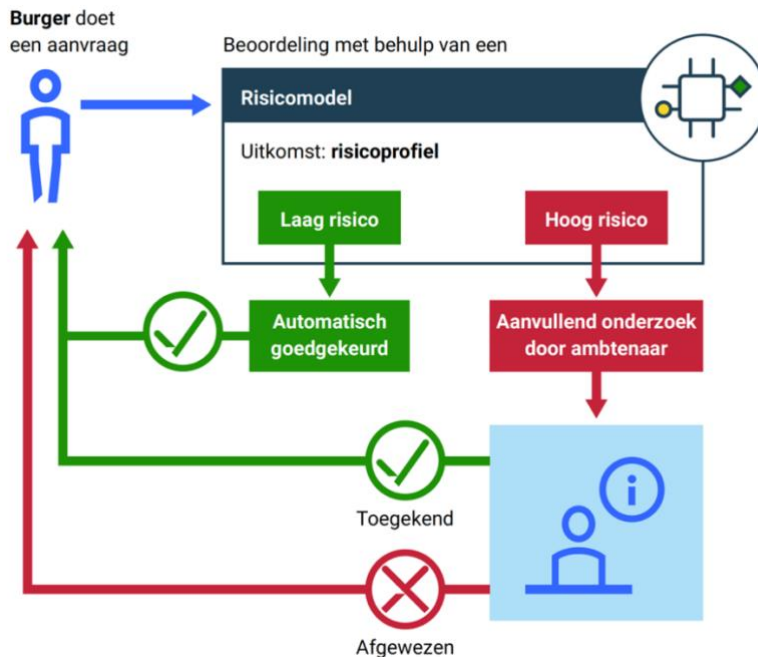 Burger doet
een aanvraag
Beoordeling met behulp van een
Risicomodel
Uitkomst: risicoprofiel
Laag risico
Hoog risico
Automatisch
goedgekeurd
Aanvullend onderzoek
door ambtenaar
i
Toegekend
Afgewezen